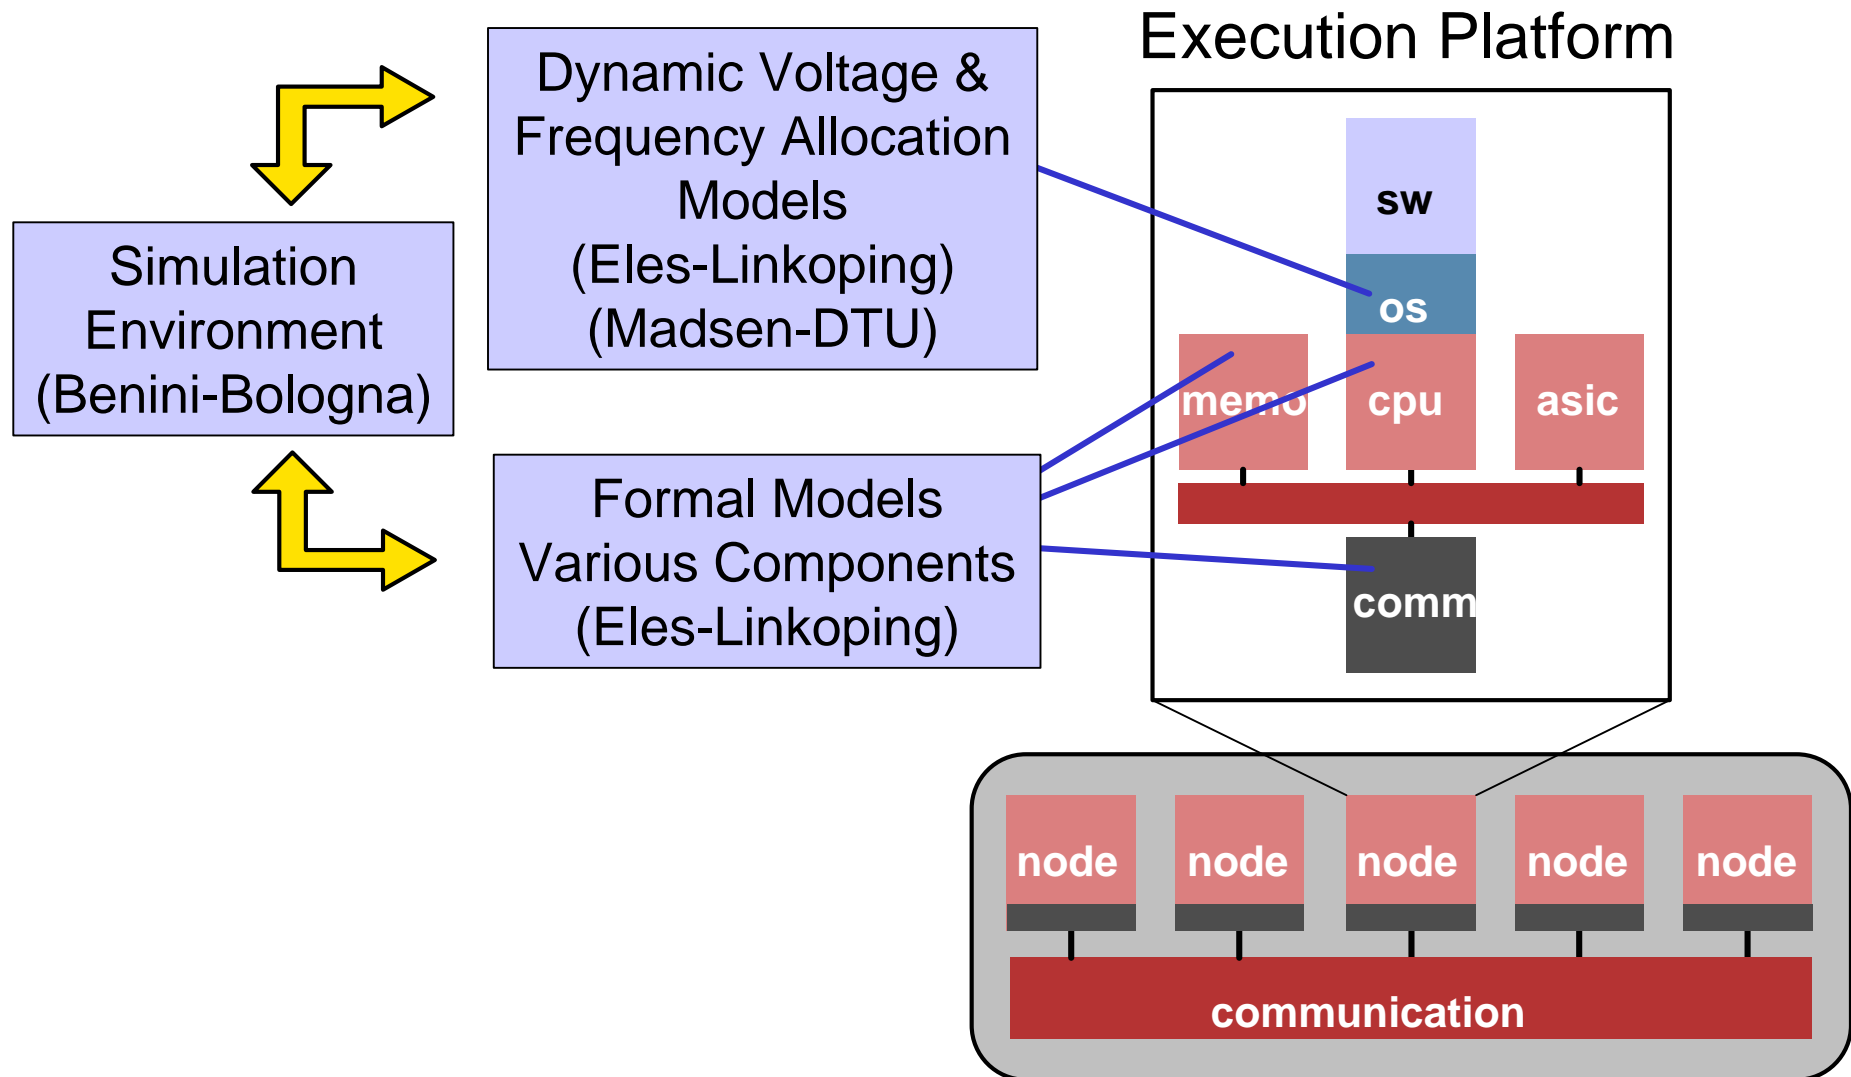 Execution Platform
Dynamic Voltage &
Frequency Allocation
Models
(Eles-Linkoping)
(Madsen-DTU)
Simulation
Environment
(Benini-Bologna)
Formal Models
Various Components
(Eles-Linkoping)
sw
os
memo
cpu
asic
comm
node
node
node
node
node
communication